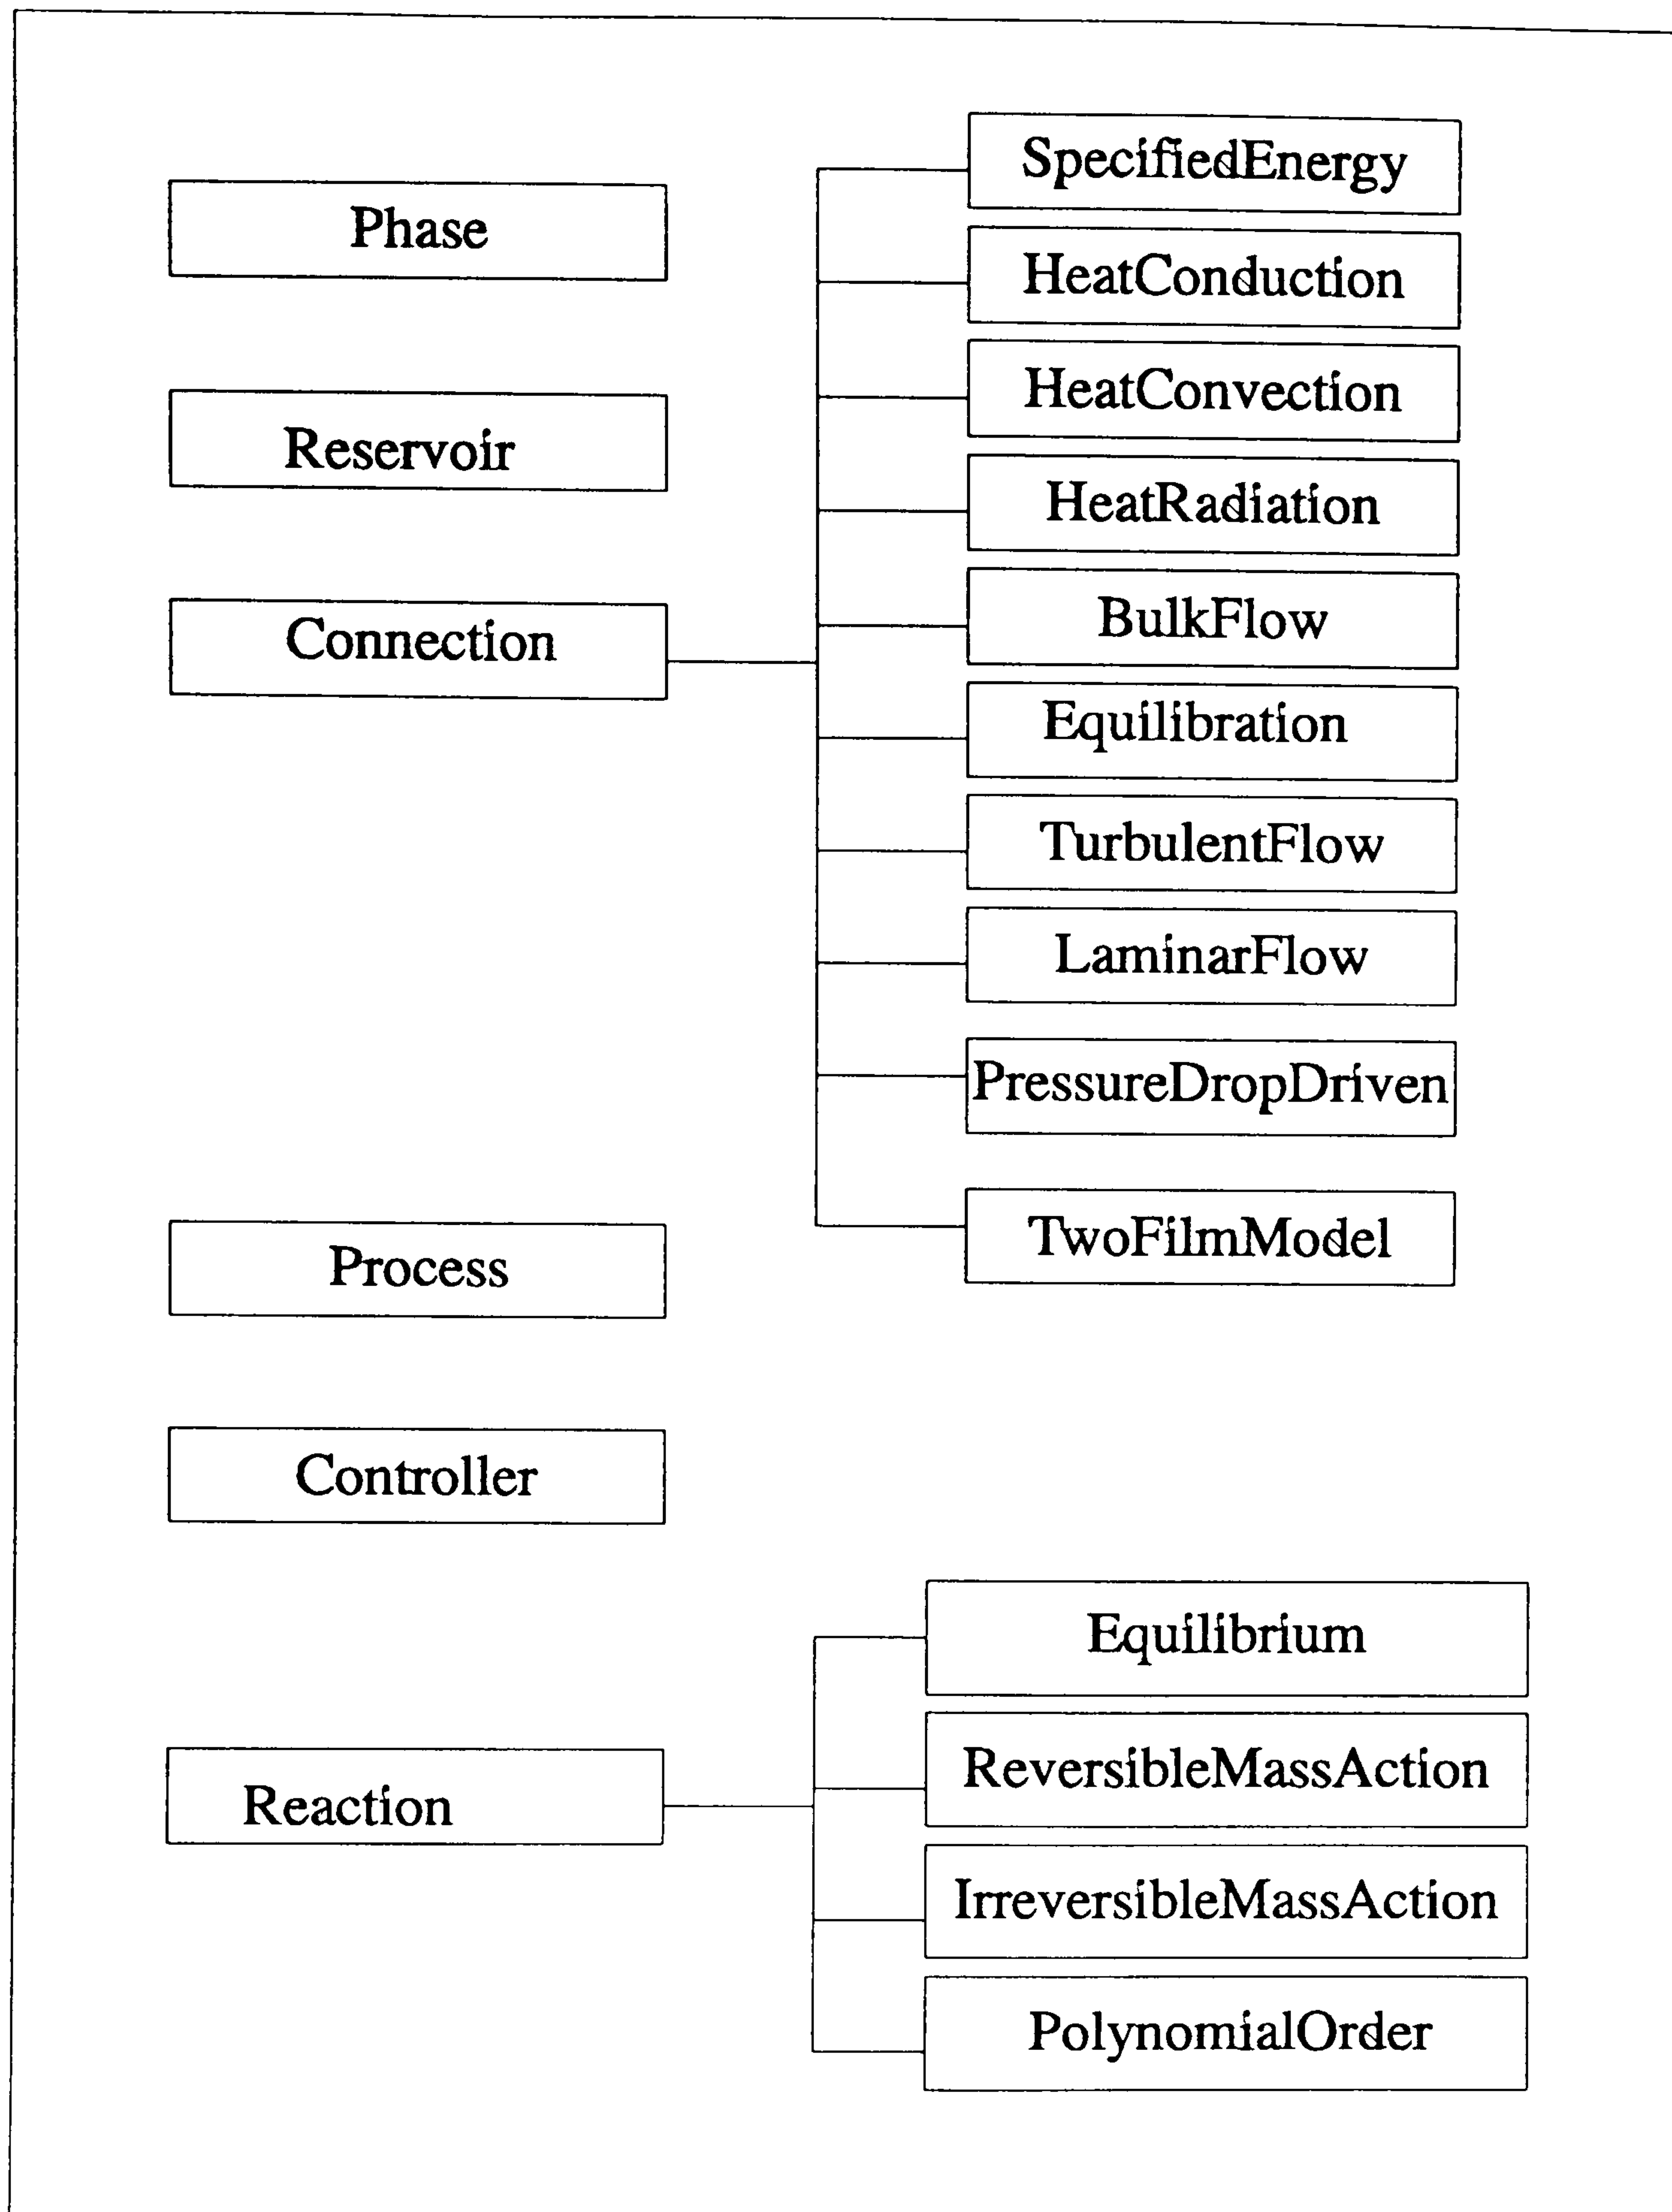 Phase
Reservoir
Connection
SpecifiedEnergy
HeatConduction
HeatConvection
HeatRadiation
BulkFlow
Equilibration
TurbulentFlow
LaminarFlow
PressureDropDriven
TwoFilmModel
Process
Controller
Reaction
Equilibrium
ReversibleMassAction
IrreversibleMassAction
PolynomialOrder